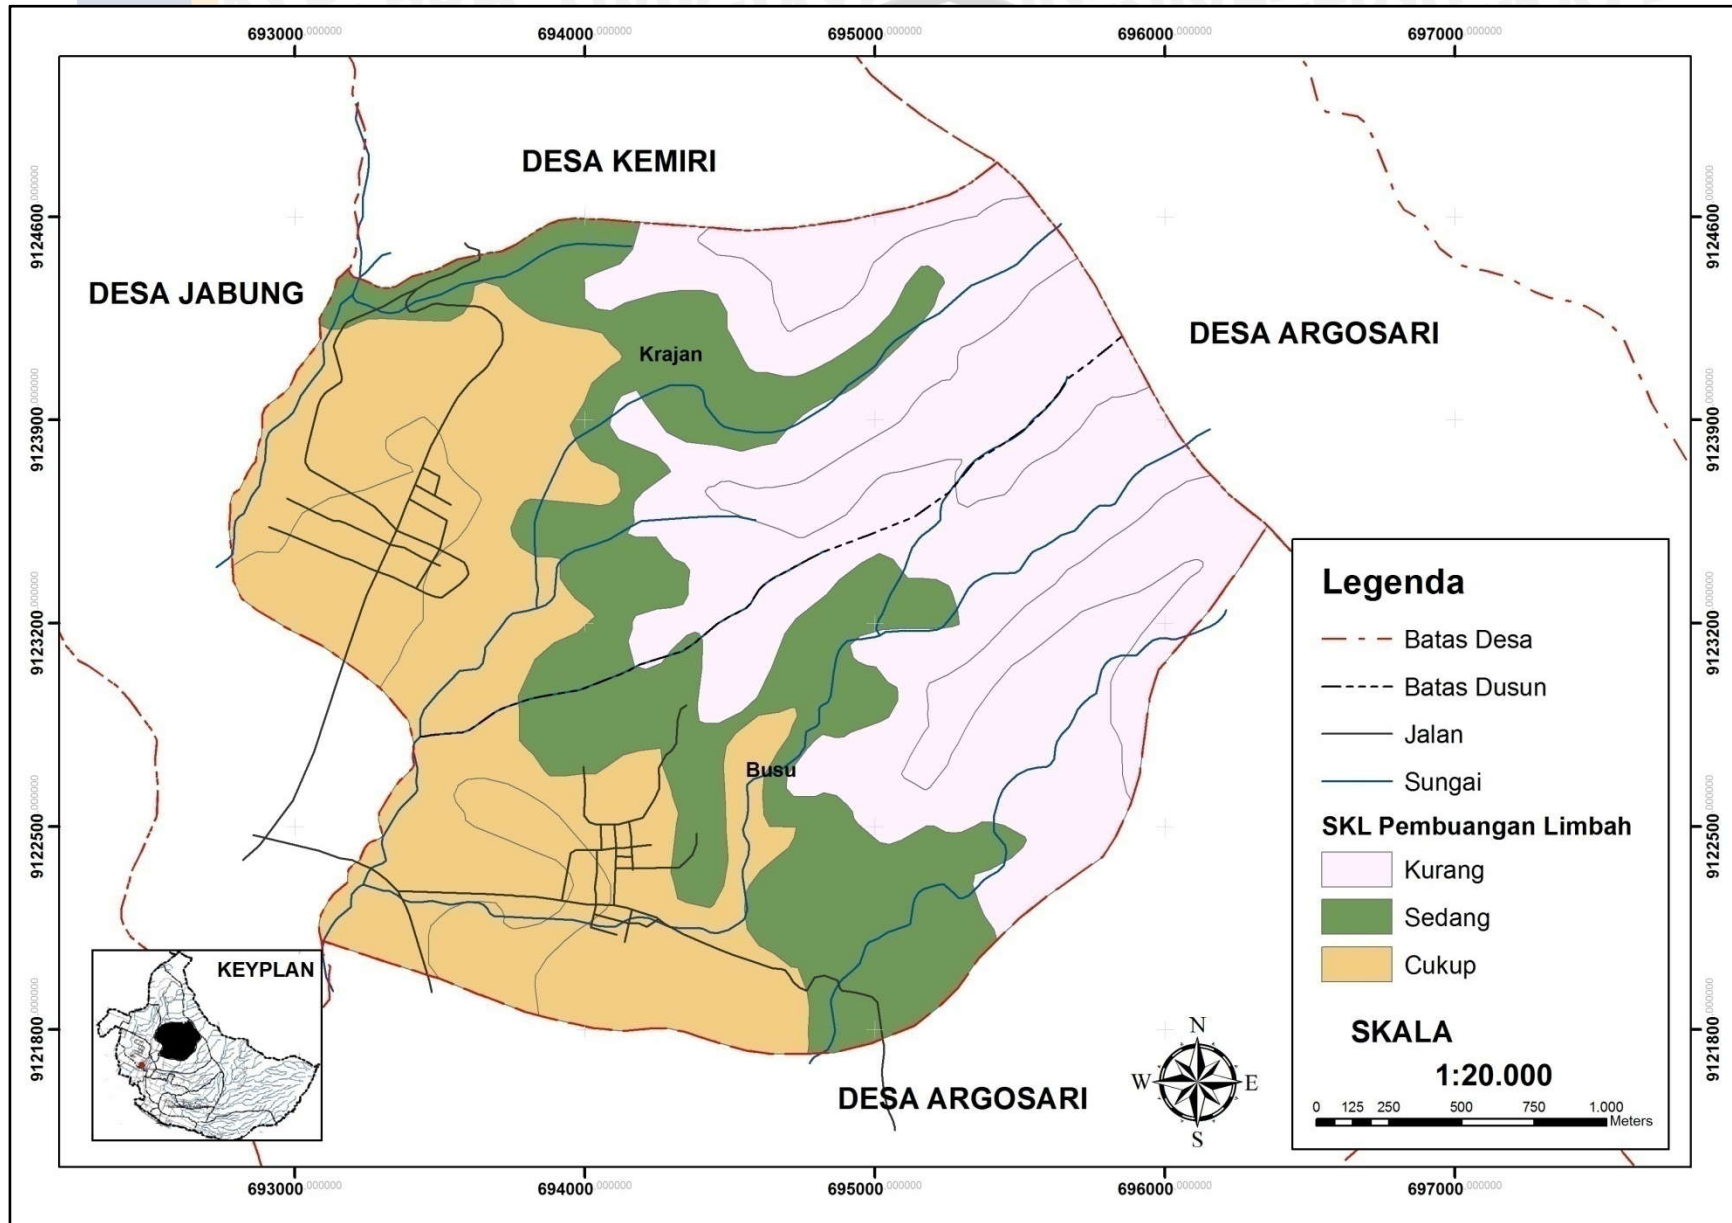 693000.000000 694000.000000 695000.000000 696000.000000 697000.000000
9124600.000000
9123900.000000
9123200.000000
9122500.000000
9121800.000000
DESA KEMIRI
DESA JABUNG
DESA ARGOSARI
Krajan
Busu
DESA ARGOSARI
KEYPLAN
N
W E
S
Legenda
Batas Desa
Batas Dusun
Jalan
Sungai
SKL Pembuangan Limbah
Kurang
Sedang
Cukup
SKALA
1:20.000
0 125 250 500 750 1.000
Meters
9124600.000000
9123900.000000
9123200.000000
9122500.000000
9121800.000000
693000.000000 694000.000000 695000.000000 696000.000000 697000.000000